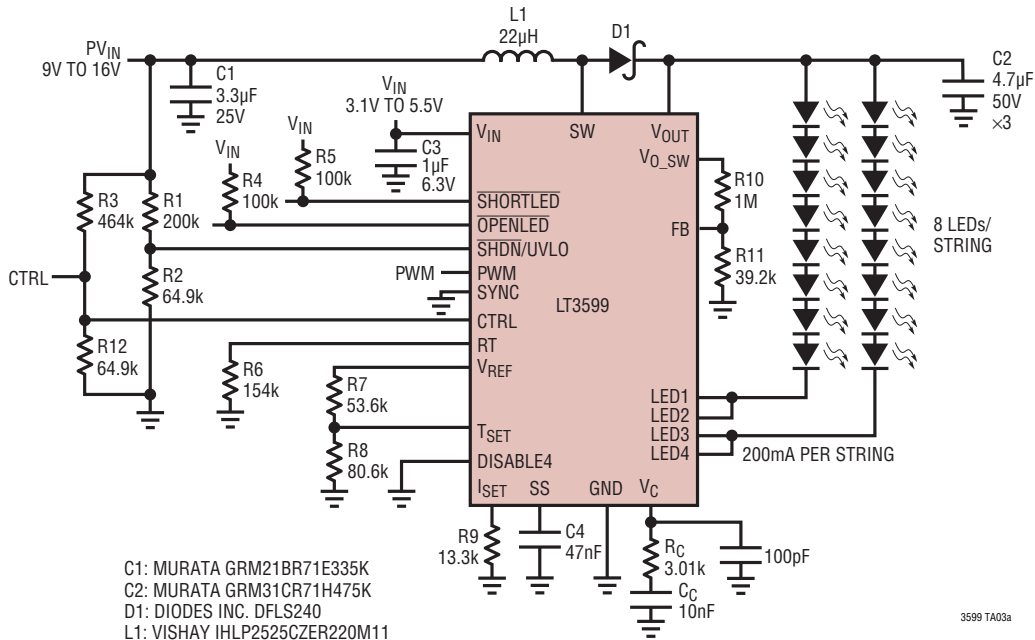 L1
22µH
D1
PVIN
9V TO 16V
C1
3.3µF
25V
C2
4.7µF
50V
×3
VIN
3.1V TO 5.5V
C3
1µF
6.3V
VIN
R5
100k
VIN
R4
100k
R3
464k
R1
200k
CTRL
R2
64.9k
R12
64.9k
PWM
R6
154k
R7
53.6k
R8
80.6k
VIN
SW
VOUT
VO_SW
SHORTLED
OPENLED
SHDN/UVLO
FB
PWM
SYNC
LT3599
CTRL
RT
VREF
LED1
LED2
TSET
LED3
LED4
DISABLE4
ISET
SS
GND
VC
R10
1M
R11
39.2k
8 LEDs/
STRING
200mA PER STRING
R9
13.3k
C4
47nF
RC
3.01k
CC
10nF
100pF
C1: MURATA GRM21BR71E335K
C2: MURATA GRM31CR71H475K
D1: DIODES INC. DFLS240
L1: VISHAY IHLP2525CZER220M11
3599 TA03a